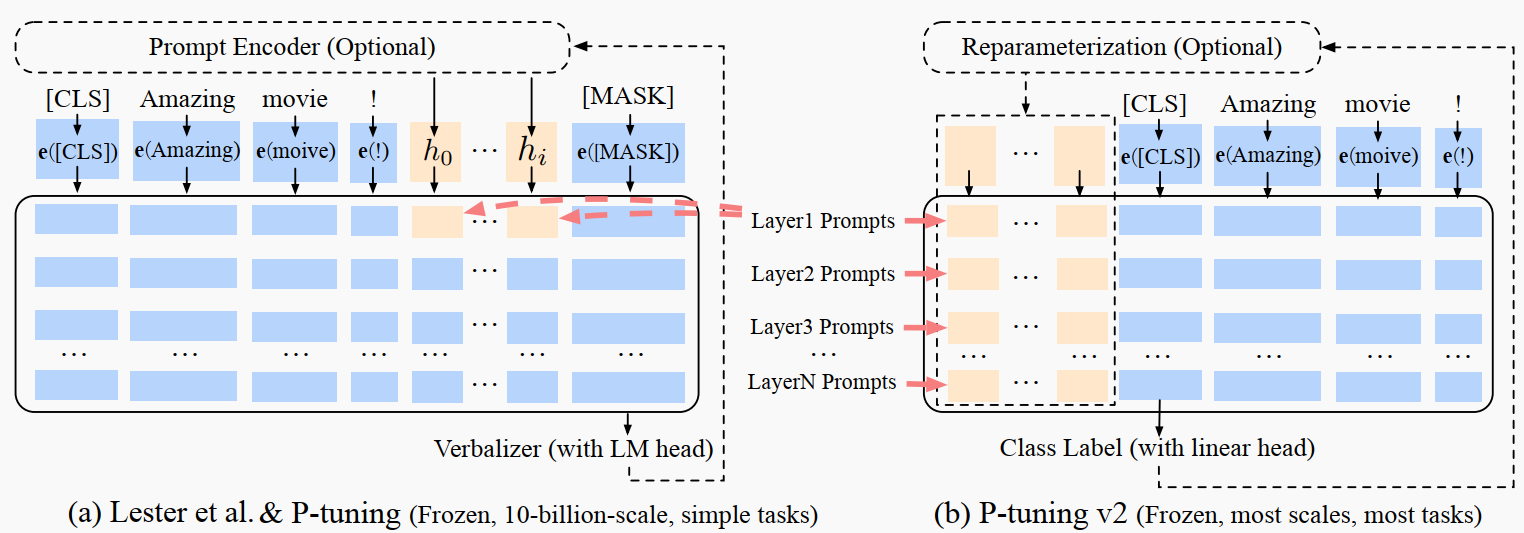 Prompt Encoder (Optional)
[CLS] Amazing movie ! [MASK]
e([CLS]) e(Amazing) e(moive) e(!) h0 ... hi e([MASK])
... ... ... ... ... ... ...
Verbalizer (with LM head)
(a) Lester et al. & P-tuning (Frozen, 10-billion-scale, simple tasks)
Layer1 Prompts
Layer2 Prompts
Layer3 Prompts
...
LayerN Prompts
Reparameterization (Optional)
[CLS] Amazing movie !
... e([CLS]) e(Amazing) e(moive) e(!)
... ... ... ... ... ...
Class Label (with linear head)
(b) P-tuning v2 (Frozen, most scales, most tasks)